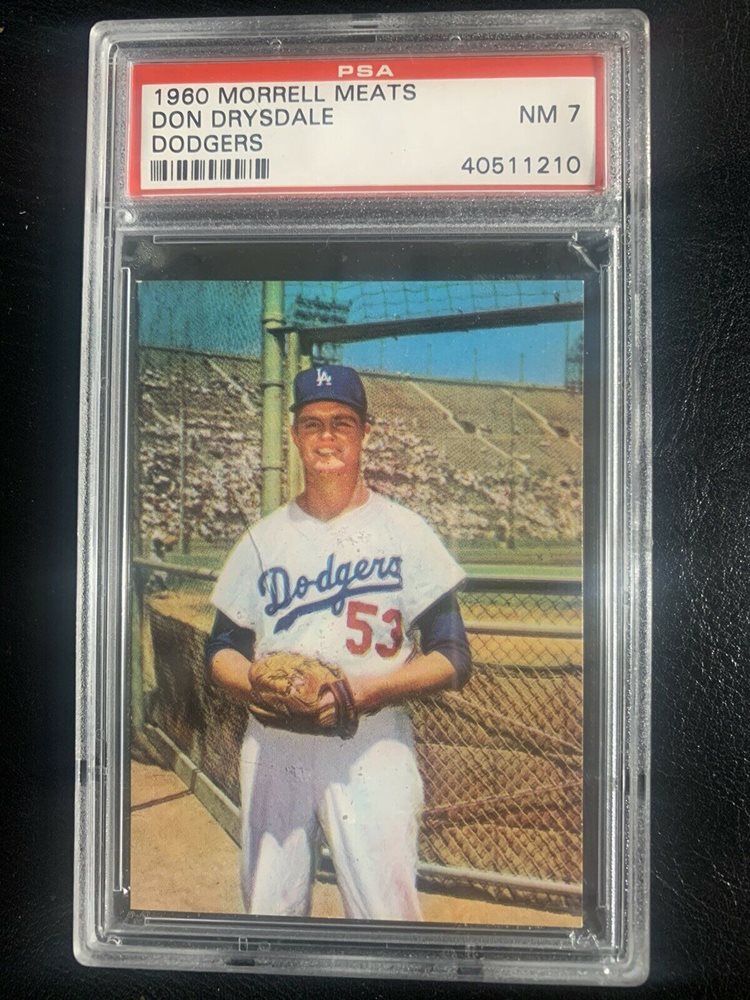 PSA
1960 MORRELL MEATS
DON DRYSDALE NM 7
DODGERS
40511210
LA
Dodgers
53